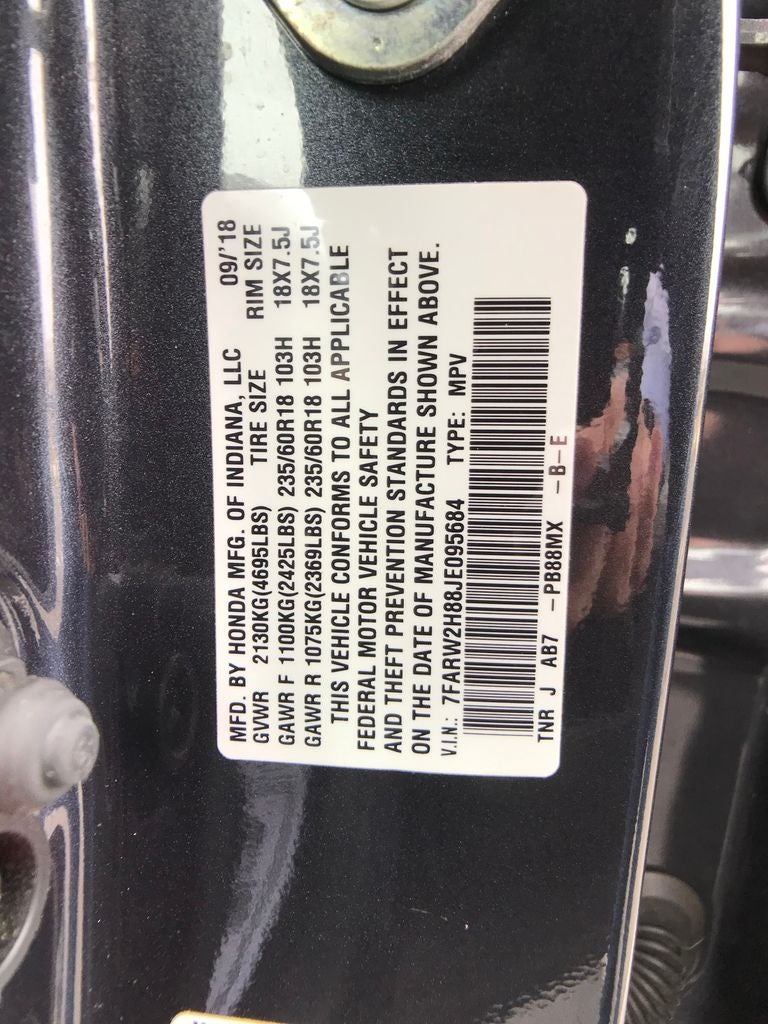 MFD. BY HONDA MFG. OF INDIANA, LLC 09/'18
GVWR 2130KG(4695LBS) TIRE SIZE RIM SIZE
GAWR F 1100KG(2425LBS) 235/60R18 103H 18X7.5J
GAWR R 1075KG(2369LBS) 235/60R18 103H 18X7.5J
THIS VEHICLE CONFORMS TO ALL APPLICABLE
FEDERAL MOTOR VEHICLE SAFETY
AND THEFT PREVENTION STANDARDS IN EFFECT
ON THE DATE OF MANUFACTURE SHOWN ABOVE.
V.I.N.: 7FARW2H88JE095684 TYPE: MPV
TNR J AB7 -PB88MX -B-E